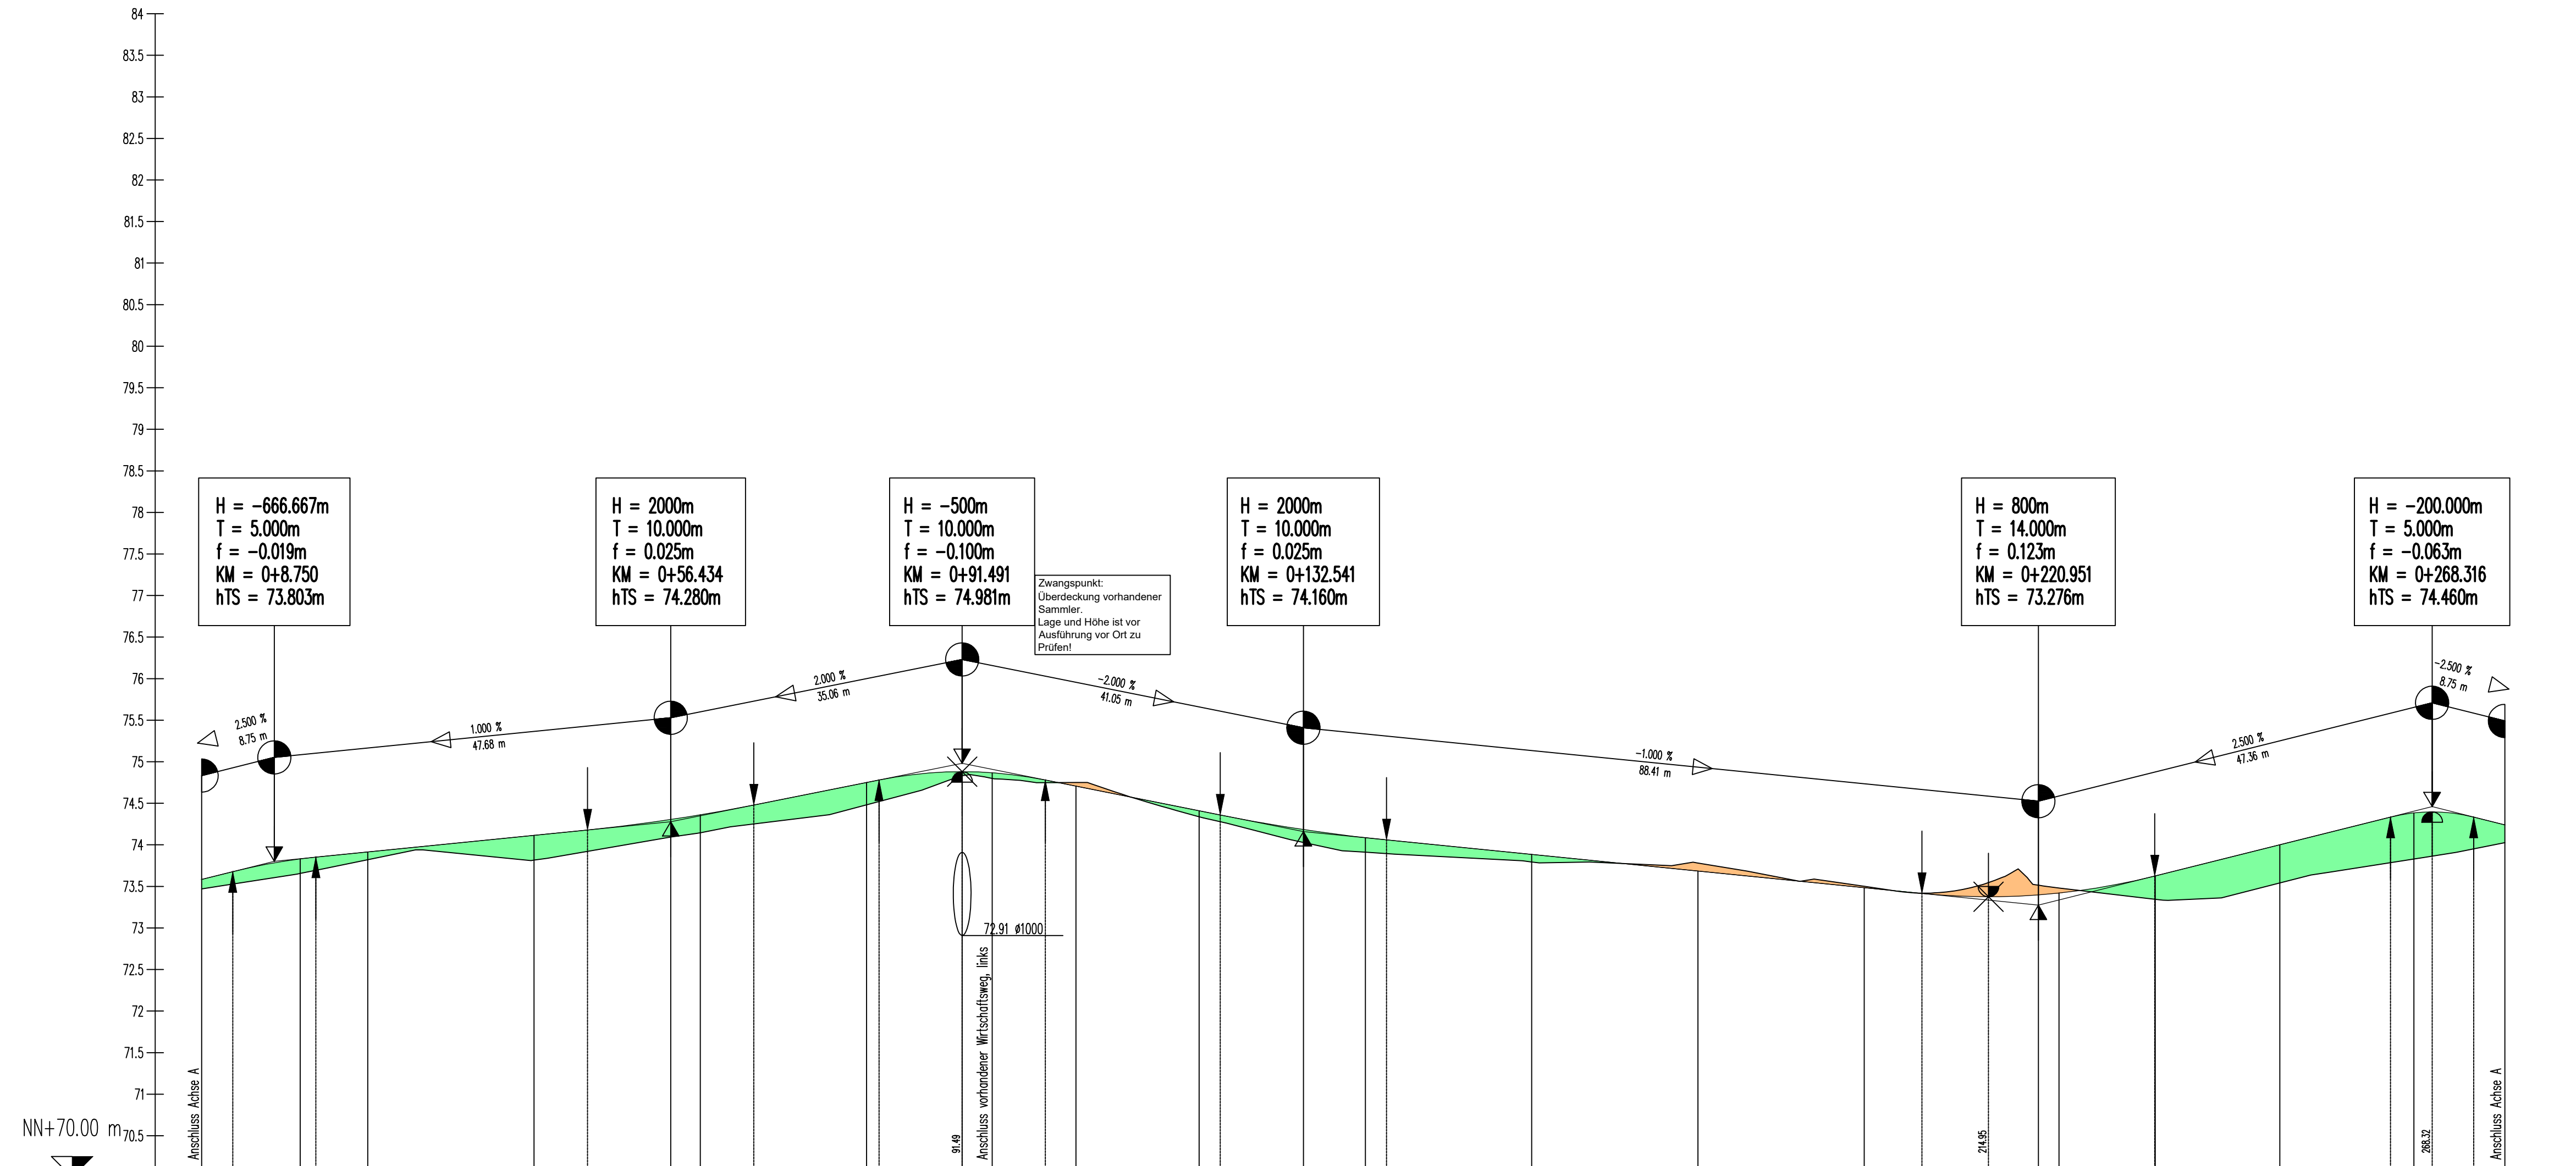 84
83.5
83
82.5
82
81.5
81
80.5
80
79.5
79
78.5
78
77.5
77
76.5
76
75.5
75
74.5
74
73.5
73
72.5
72
71.5
71
70.5
NN+70.00 m
H = -666.667m
T = 5.000m
f = -0.019m
KM = 0+8.750
hTS = 73.803m
H = 2000m
T = 10.000m
f = 0.025m
KM = 0+56.434
hTS = 74.280m
H = -500m
T = 10.000m
f = -0.100m
KM = 0+91.491
hTS = 74.981m
Zwangspunkt:
Überdeckung vorhandener
Sammler.
Lage und Höhe ist vor
Ausführung vor Ort zu
Prüfen!
H = 2000m
T = 10.000m
f = 0.025m
KM = 0+132.541
hTS = 74.160m
H = 800m
T = 14.000m
f = 0.123m
KM = 0+220.951
hTS = 73.276m
H = -200.000m
T = 5.000m
f = -0.063m
KM = 0+268.316
hTS = 74.460m
2.500 %
8.75 m
1.000 %
47.68 m
2.000 %
35.06 m
-2.000 %
41.05 m
-1.000 %
88.41 m
2.500 %
47.36 m
-2.500 %
8.75 m
72.91 ø1000
Anschluss Achse A
91.49
Anschluss vorhandener Wirtschaftsweg, links
214.95
268.32
Anschluss Achse A